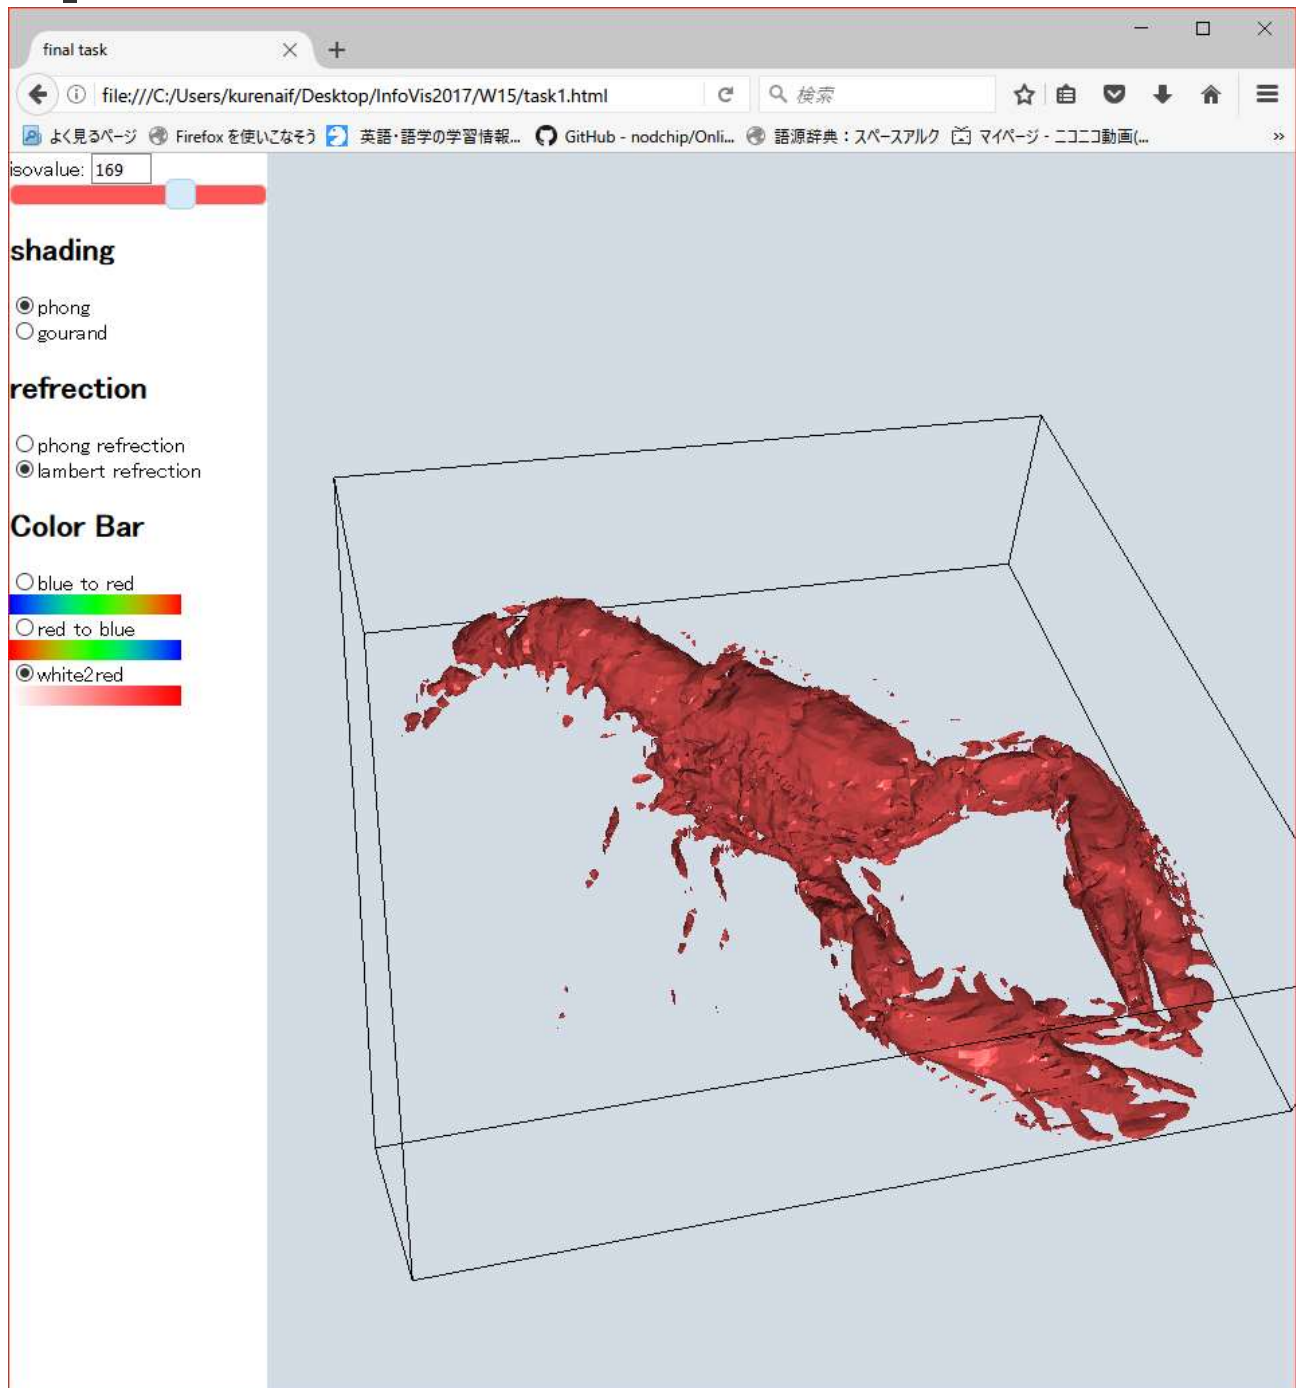 final task
file:///C:/Users/kurenaif/Desktop/InfoVis2017/W15/task1.html
検索
よく見るページ Firefox を使いこなそう 英語・語学の学習情報... GitHub - nodchip/Onli... 語源辞典：スペースアルク マイページ - ニコニコ動画(...
isovalue: 169
shading
phong
gourand
refrection
phong refrection
lambert refrection
Color Bar
blue to red
red to blue
white2red